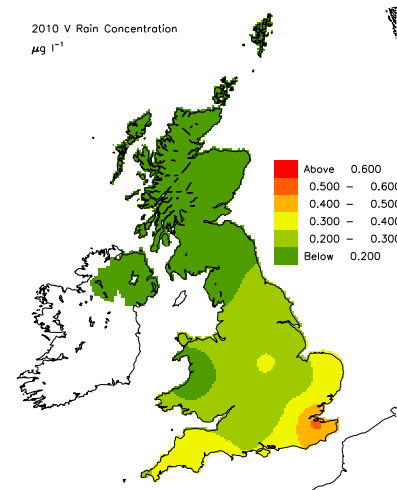 2010 V Rain Concentration
µg l⁻¹
Above 0.600
0.500 – 0.600
0.400 – 0.500
0.300 – 0.400
0.200 – 0.300
Below 0.200